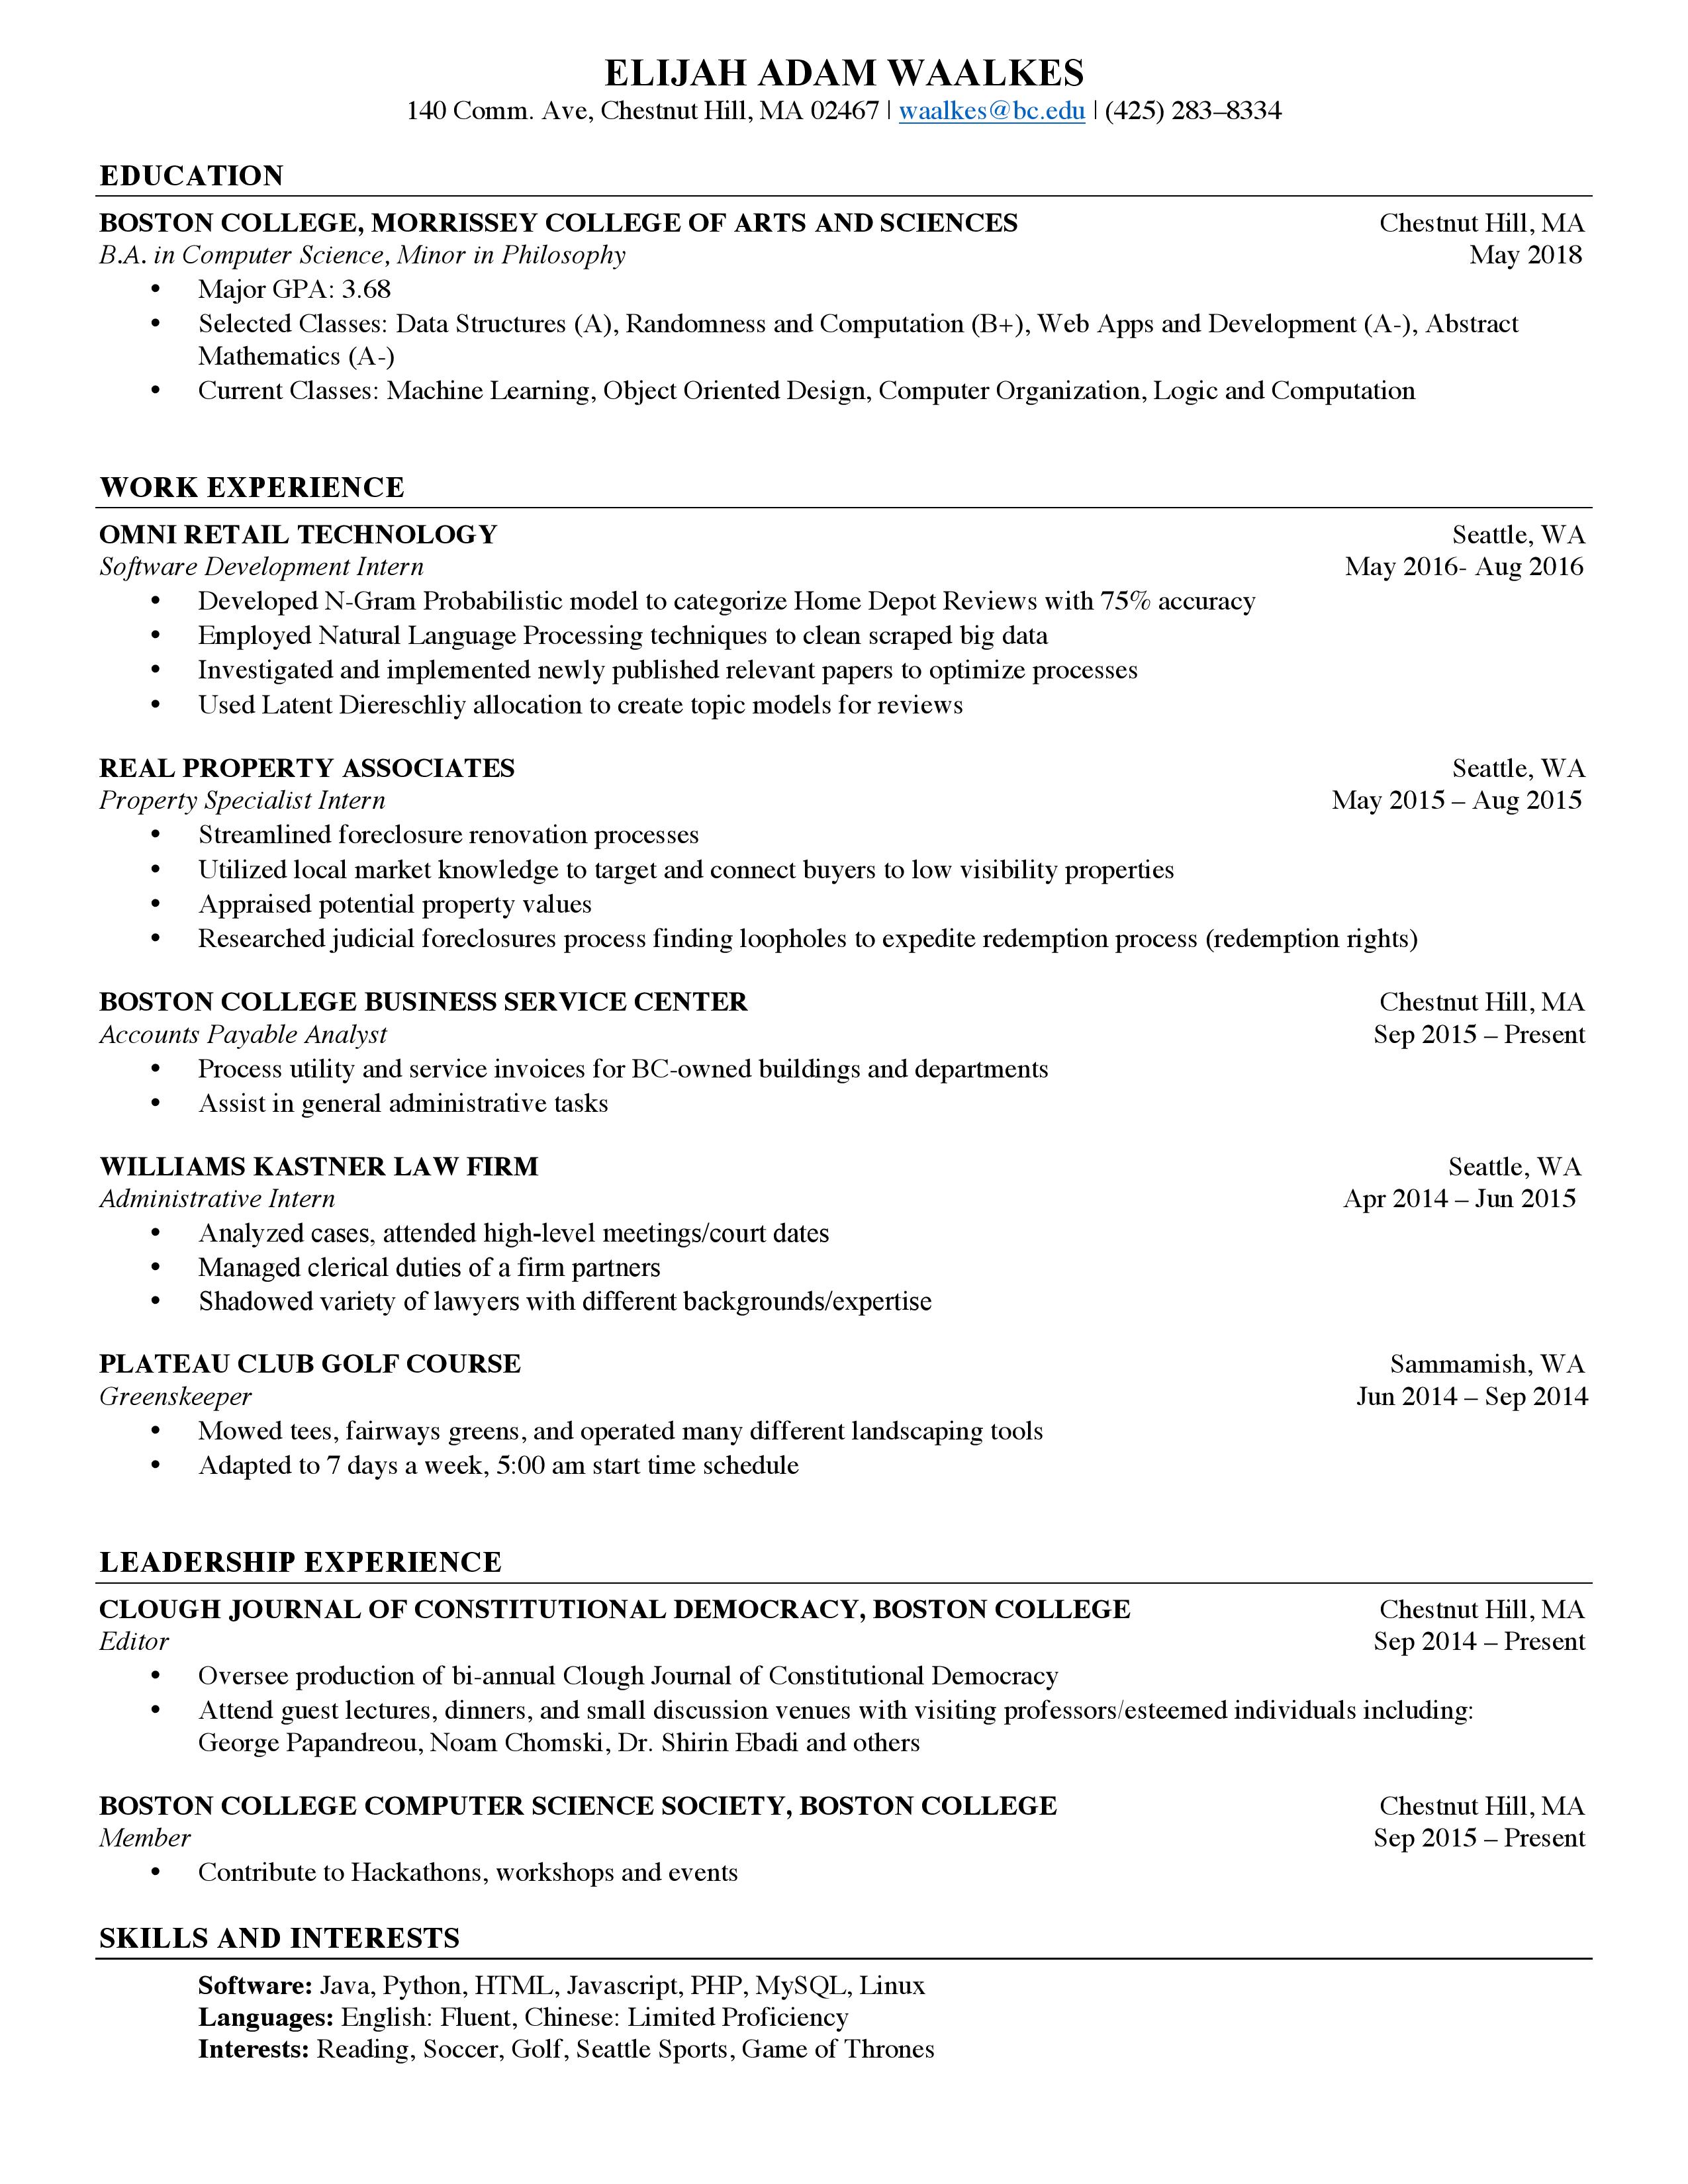 ELIJAH ADAM WAALKES
140 Comm. Ave, Chestnut Hill, MA 02467 | waalkes@bc.edu | (425) 283–8334
EDUCATION
BOSTON COLLEGE, MORRISSEY COLLEGE OF ARTS AND SCIENCES Chestnut Hill, MA
B.A. in Computer Science, Minor in Philosophy May 2018
• Major GPA: 3.68
• Selected Classes: Data Structures (A), Randomness and Computation (B+), Web Apps and Development (A-), Abstract
Mathematics (A-)
• Current Classes: Machine Learning, Object Oriented Design, Computer Organization, Logic and Computation
WORK EXPERIENCE
OMNI RETAIL TECHNOLOGY Seattle, WA
Software Development Intern May 2016- Aug 2016
• Developed N-Gram Probabilistic model to categorize Home Depot Reviews with 75% accuracy
• Employed Natural Language Processing techniques to clean scraped big data
• Investigated and implemented newly published relevant papers to optimize processes
• Used Latent Diereschliy allocation to create topic models for reviews
REAL PROPERTY ASSOCIATES Seattle, WA
Property Specialist Intern May 2015 – Aug 2015
• Streamlined foreclosure renovation processes
• Utilized local market knowledge to target and connect buyers to low visibility properties
• Appraised potential property values
• Researched judicial foreclosures process finding loopholes to expedite redemption process (redemption rights)
BOSTON COLLEGE BUSINESS SERVICE CENTER Chestnut Hill, MA
Accounts Payable Analyst Sep 2015 – Present
• Process utility and service invoices for BC-owned buildings and departments
• Assist in general administrative tasks
WILLIAMS KASTNER LAW FIRM Seattle, WA
Administrative Intern Apr 2014 – Jun 2015
• Analyzed cases, attended high-level meetings/court dates
• Managed clerical duties of a firm partners
• Shadowed variety of lawyers with different backgrounds/expertise
PLATEAU CLUB GOLF COURSE Sammamish, WA
Greenskeeper Jun 2014 – Sep 2014
• Mowed tees, fairways greens, and operated many different landscaping tools
• Adapted to 7 days a week, 5:00 am start time schedule
LEADERSHIP EXPERIENCE
CLOUGH JOURNAL OF CONSTITUTIONAL DEMOCRACY, BOSTON COLLEGE Chestnut Hill, MA
Editor Sep 2014 – Present
• Oversee production of bi-annual Clough Journal of Constitutional Democracy
• Attend guest lectures, dinners, and small discussion venues with visiting professors/esteemed individuals including:
George Papandreou, Noam Chomski, Dr. Shirin Ebadi and others
BOSTON COLLEGE COMPUTER SCIENCE SOCIETY, BOSTON COLLEGE Chestnut Hill, MA
Member Sep 2015 – Present
• Contribute to Hackathons, workshops and events
SKILLS AND INTERESTS
Software: Java, Python, HTML, Javascript, PHP, MySQL, Linux
Languages: English: Fluent, Chinese: Limited Proficiency
Interests: Reading, Soccer, Golf, Seattle Sports, Game of Thrones